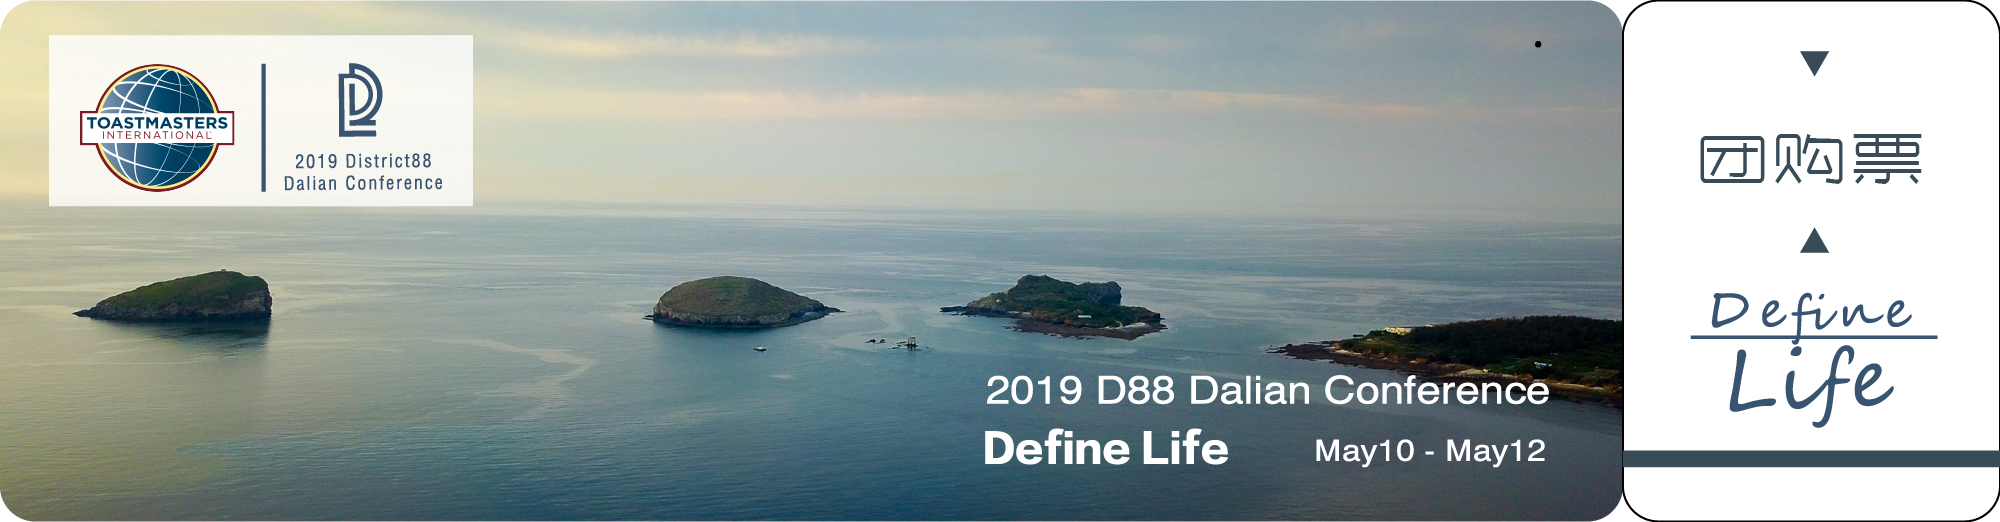 TOASTMASTERS
INTERNATIONAL
2019 District88
Dalian Conference
2019 D88 Dalian Conference
Define Life
May10 - May12
团购票
Define
Life